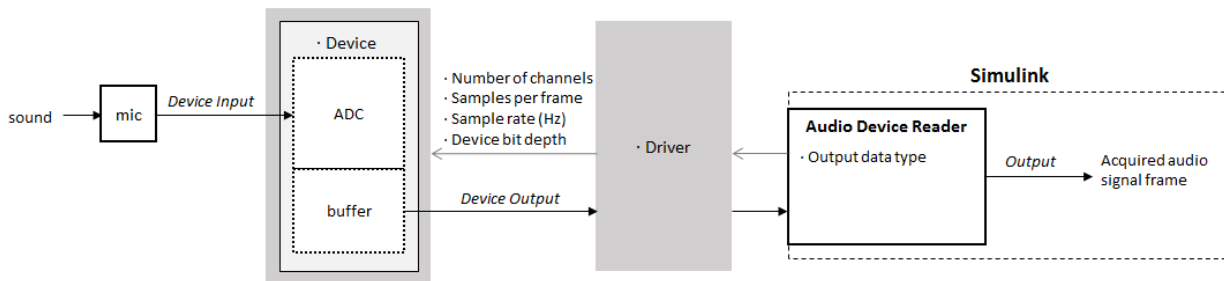 sound
mic
Device Input
· Device
ADC
buffer
· Number of channels
· Samples per frame
· Sample rate (Hz)
· Device bit depth
Device Output
· Driver
Simulink
Audio Device Reader
· Output data type
Output
Acquired audio
signal frame